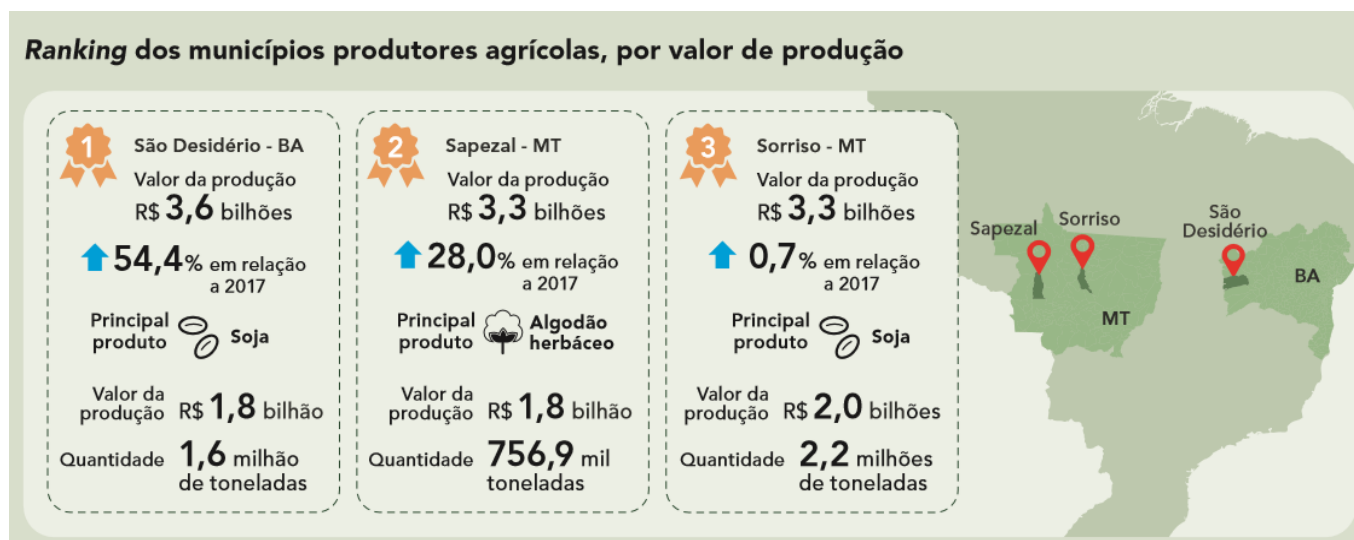 Ranking dos municípios produtores agrícolas, por valor de produção
1
São Desidério - BA
Valor da produção
R$ 3,6 bilhões
54,4% em relação
a 2017
Principal
produto
Soja
Valor da
produção
R$ 1,8 bilhão
Quantidade
1,6 milhão
de toneladas
2
Sapezal - MT
Valor da produção
R$ 3,3 bilhões
28,0% em relação
a 2017
Principal
produto
Algodão
herbáceo
Valor da
produção
R$ 1,8 bilhão
Quantidade
756,9 mil
toneladas
3
Sorriso - MT
Valor da produção
R$ 3,3 bilhões
0,7% em relação
a 2017
Principal
produto
Soja
Valor da
produção
R$ 2,0 bilhões
Quantidade
2,2 milhões
de toneladas
Sapezal
Sorriso
São
Desidério
MT
BA